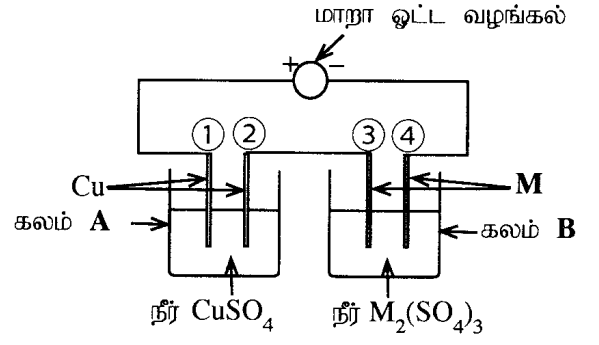 மாறா ஓட்ட வழங்கல்
+ −
1 2 3 4
Cu M
கலம் A கலம் B
நீர் CuSO₄ நீர் M₂(SO₄)₃